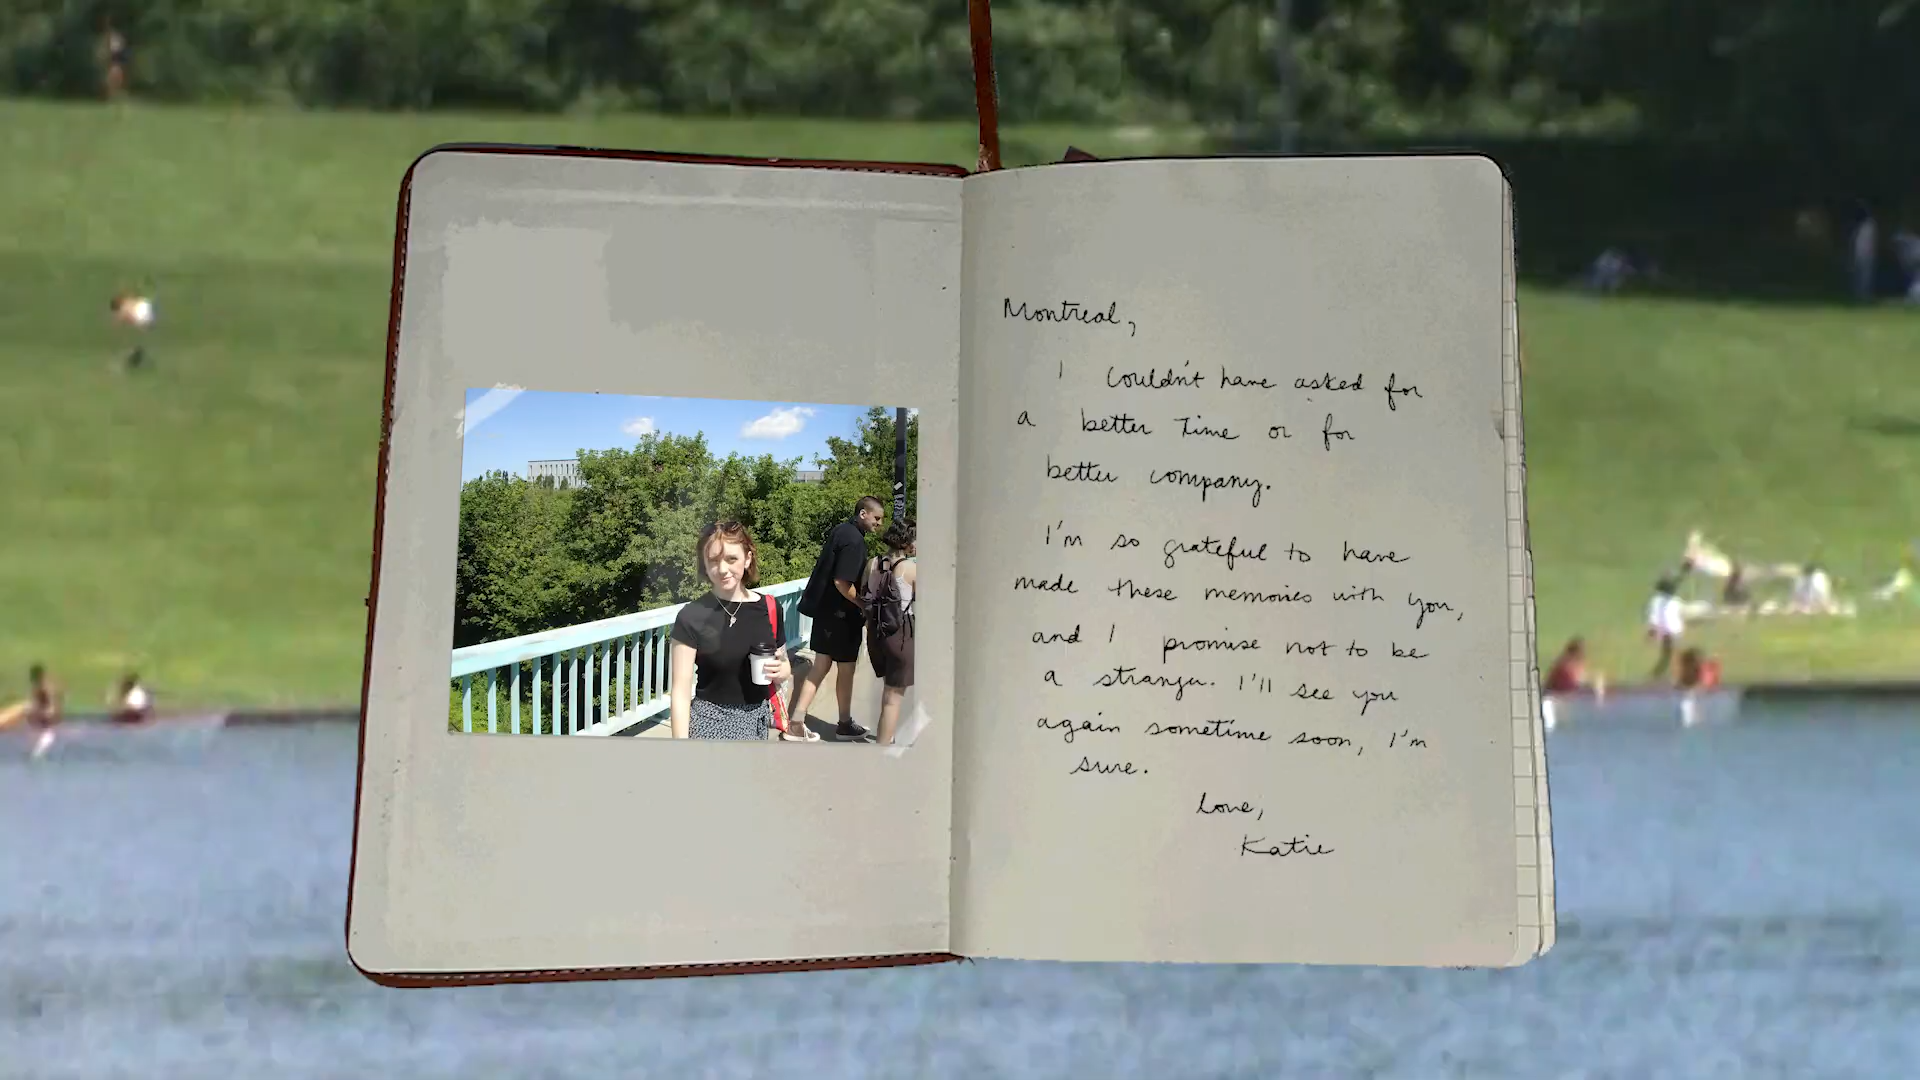 Montreal,
I couldn't have asked for
a better time or for
better company.
I'm so grateful to have
made these memories with you,
and I promise not to be
a stranger. I'll see you
again sometime soon, I'm
sure.
Love,
Katie